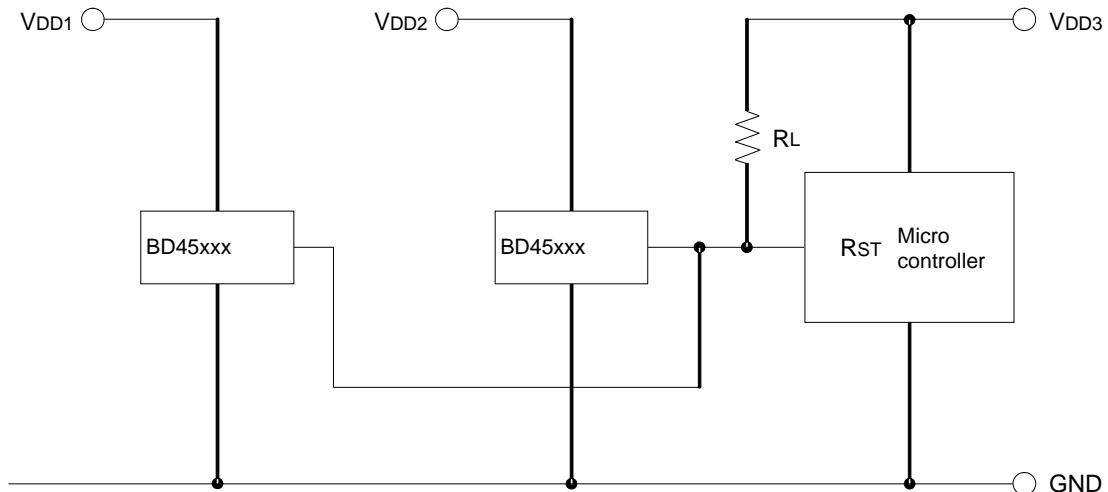 VDD1
VDD2
VDD3
RL
BD45xxx
BD45xxx
RST
Micro
controller
GND